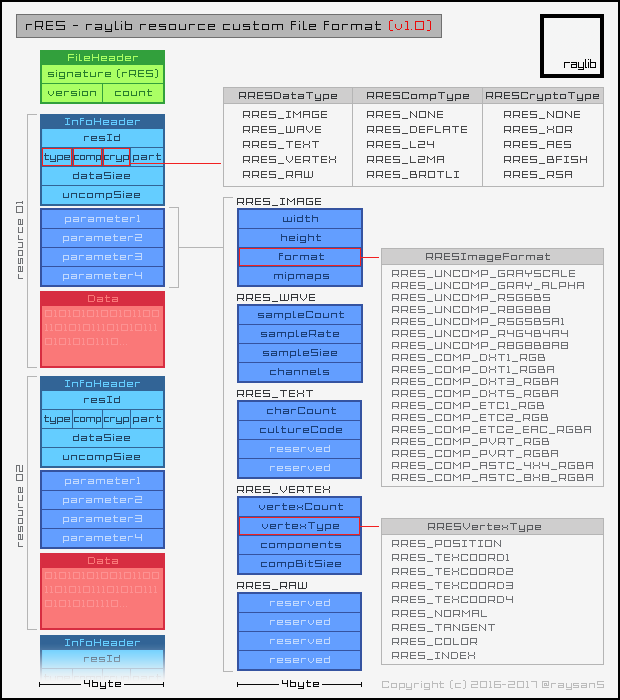 rRES - raylib resource custom file format (v1.0)
raylib
FileHeader
signature (rRES)
version count
resource 01
InfoHeader
resId
type comp cryp part
dataSize
uncompSize
parameter1
parameter2
parameter3
parameter4
Data
resource 02
InfoHeader
resId
type comp cryp part
dataSize
uncompSize
parameter1
parameter2
parameter3
parameter4
Data
InfoHeader
resId
4byte
RRESDataType
RRES_IMAGE
RRES_WAVE
RRES_TEXT
RRES_VERTEX
RRES_RAW
RRESCompType
RRES_NONE
RRES_DEFLATE
RRES_LZ4
RRES_LZMA
RRES_BROTLI
RRESCryptoType
RRES_NONE
RRES_XOR
RRES_AES
RRES_BFISH
RRES_RSA
RRES_IMAGE
width
height
format
mipmaps
RRES_WAVE
sampleCount
sampleRate
sampleSize
channels
RRES_TEXT
charCount
cultureCode
reserved
reserved
RRES_VERTEX
vertexCount
vertexType
components
compBitSize
RRES_RAW
reserved
reserved
reserved
reserved
4byte
RRESImageFormat
RRES_UNCOMP_GRAYSCALE
RRES_UNCOMP_GRAY_ALPHA
RRES_UNCOMP_R5G6B5
RRES_UNCOMP_R8G8B8
RRES_UNCOMP_R5G5B5A1
RRES_UNCOMP_R4G4B4A4
RRES_UNCOMP_R8G8B8A8
RRES_COMP_DXT1_RGB
RRES_COMP_DXT1_RGBA
RRES_COMP_DXT3_RGBA
RRES_COMP_DXT5_RGBA
RRES_COMP_ETC1_RGB
RRES_COMP_ETC2_RGB
RRES_COMP_ETC2_EAC_RGBA
RRES_COMP_PVRT_RGB
RRES_COMP_PVRT_RGBA
RRES_COMP_ASTC_4X4_RGBA
RRES_COMP_ASTC_8X8_RGBA
RRESVertexType
RRES_POSITION
RRES_TEXCOORD1
RRES_TEXCOORD2
RRES_TEXCOORD3
RRES_TEXCOORD4
RRES_NORMAL
RRES_TANGENT
RRES_COLOR
RRES_INDEX
Copyright (c) 2016-2017 @raysan5